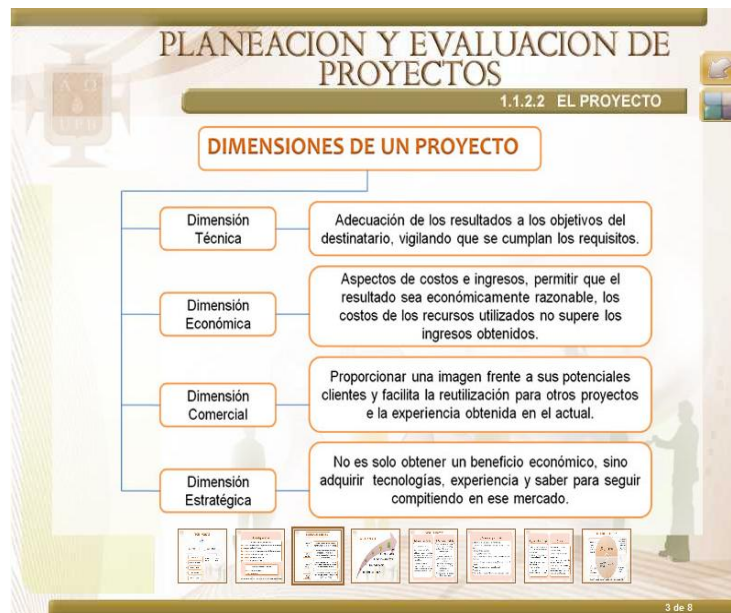 PLANEACION Y EVALUACION DE
PROYECTOS
1.1.2.2 EL PROYECTO
A Ω
UPB
DIMENSIONES DE UN PROYECTO
Dimensión
Técnica
Adecuación de los resultados a los objetivos del
destinatario, vigilando que se cumplan los requisitos.
Dimensión
Económica
Aspectos de costos e ingresos, permitir que el
resultado sea económicamente razonable, los
costos de los recursos utilizados no supere los
ingresos obtenidos.
Dimensión
Comercial
Proporcionar una imagen frente a sus potenciales
clientes y facilita la reutilización para otros proyectos
e la experiencia obtenida en el actual.
Dimensión
Estratégica
No es solo obtener un beneficio económico, sino
adquirir tecnologías, experiencia y saber para seguir
compitiendo en ese mercado.
3 de 8